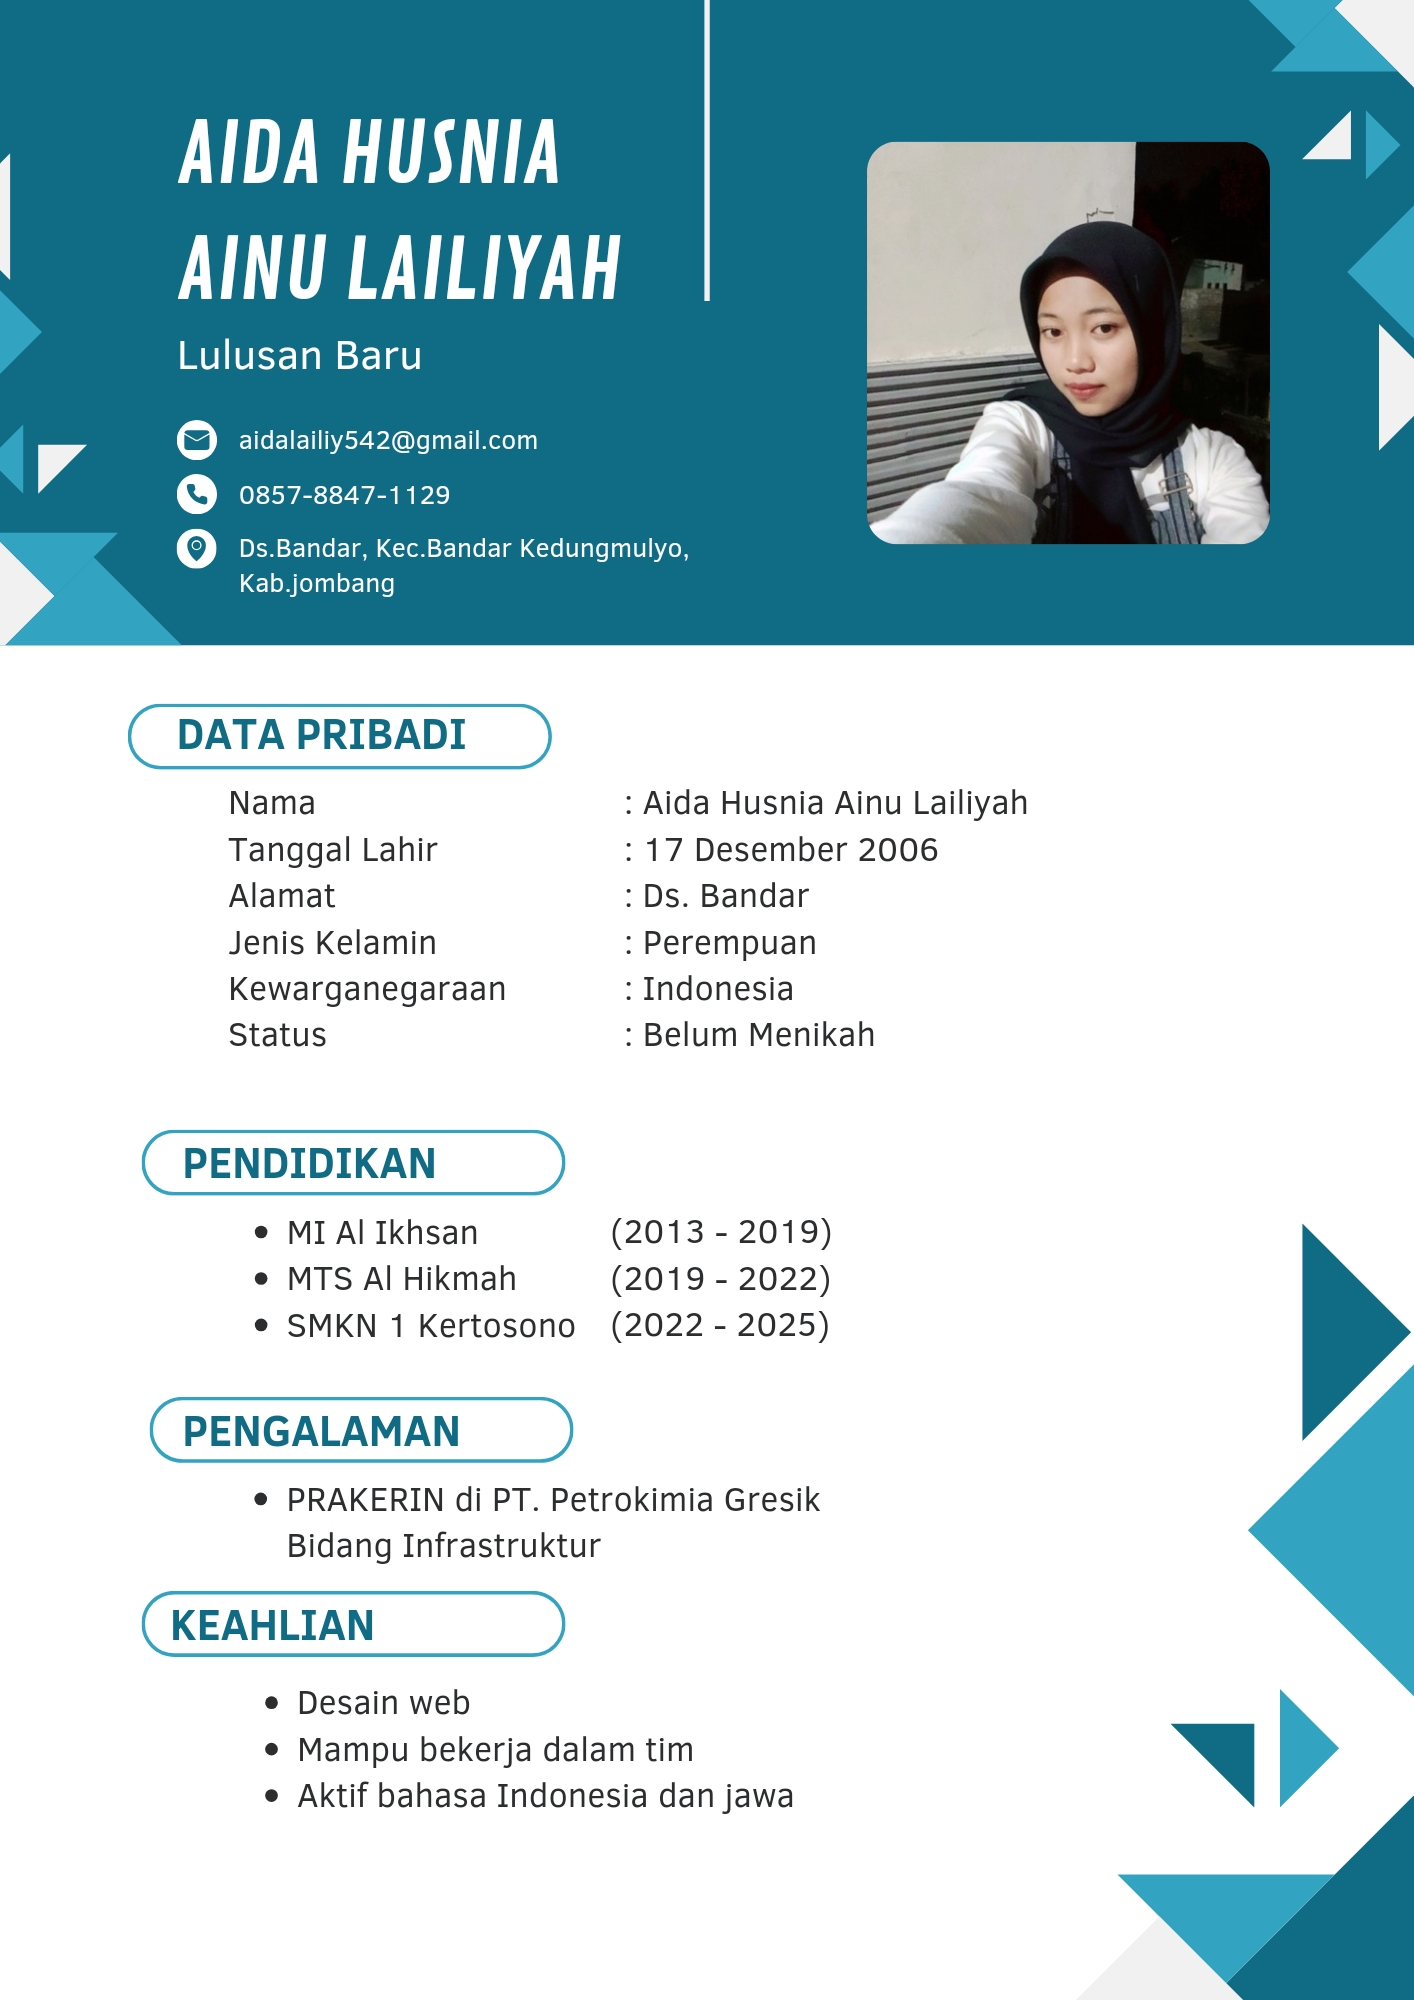 AIDA HUSNIA
AINU LAILIYAH
Lulusan Baru
aidalailiy542@gmail.com
0857-8847-1129
Ds.Bandar, Kec.Bandar Kedungmulyo,
Kab.jombang
DATA PRIBADI
Nama : Aida Husnia Ainu Lailiyah
Tanggal Lahir : 17 Desember 2006
Alamat : Ds. Bandar
Jenis Kelamin : Perempuan
Kewarganegaraan : Indonesia
Status : Belum Menikah
PENDIDIKAN
• MI Al Ikhsan (2013 - 2019)
• MTS Al Hikmah (2019 - 2022)
• SMKN 1 Kertosono (2022 - 2025)
PENGALAMAN
• PRAKERIN di PT. Petrokimia Gresik
Bidang Infrastruktur
KEAHLIAN
• Desain web
• Mampu bekerja dalam tim
• Aktif bahasa Indonesia dan jawa